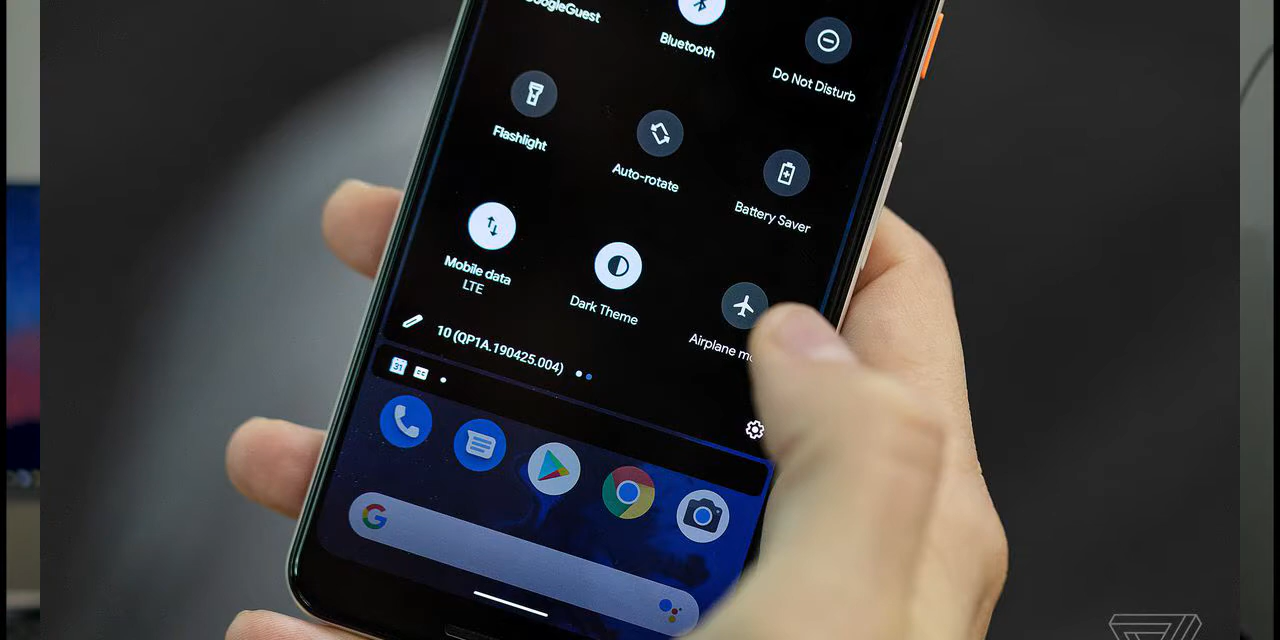 GoogleGuest
Bluetooth
Do Not Disturb
Flashlight
Auto-rotate
Battery Saver
Mobile data
LTE
Dark Theme
Airplane
10 (QP1A.190425.004)
31
G